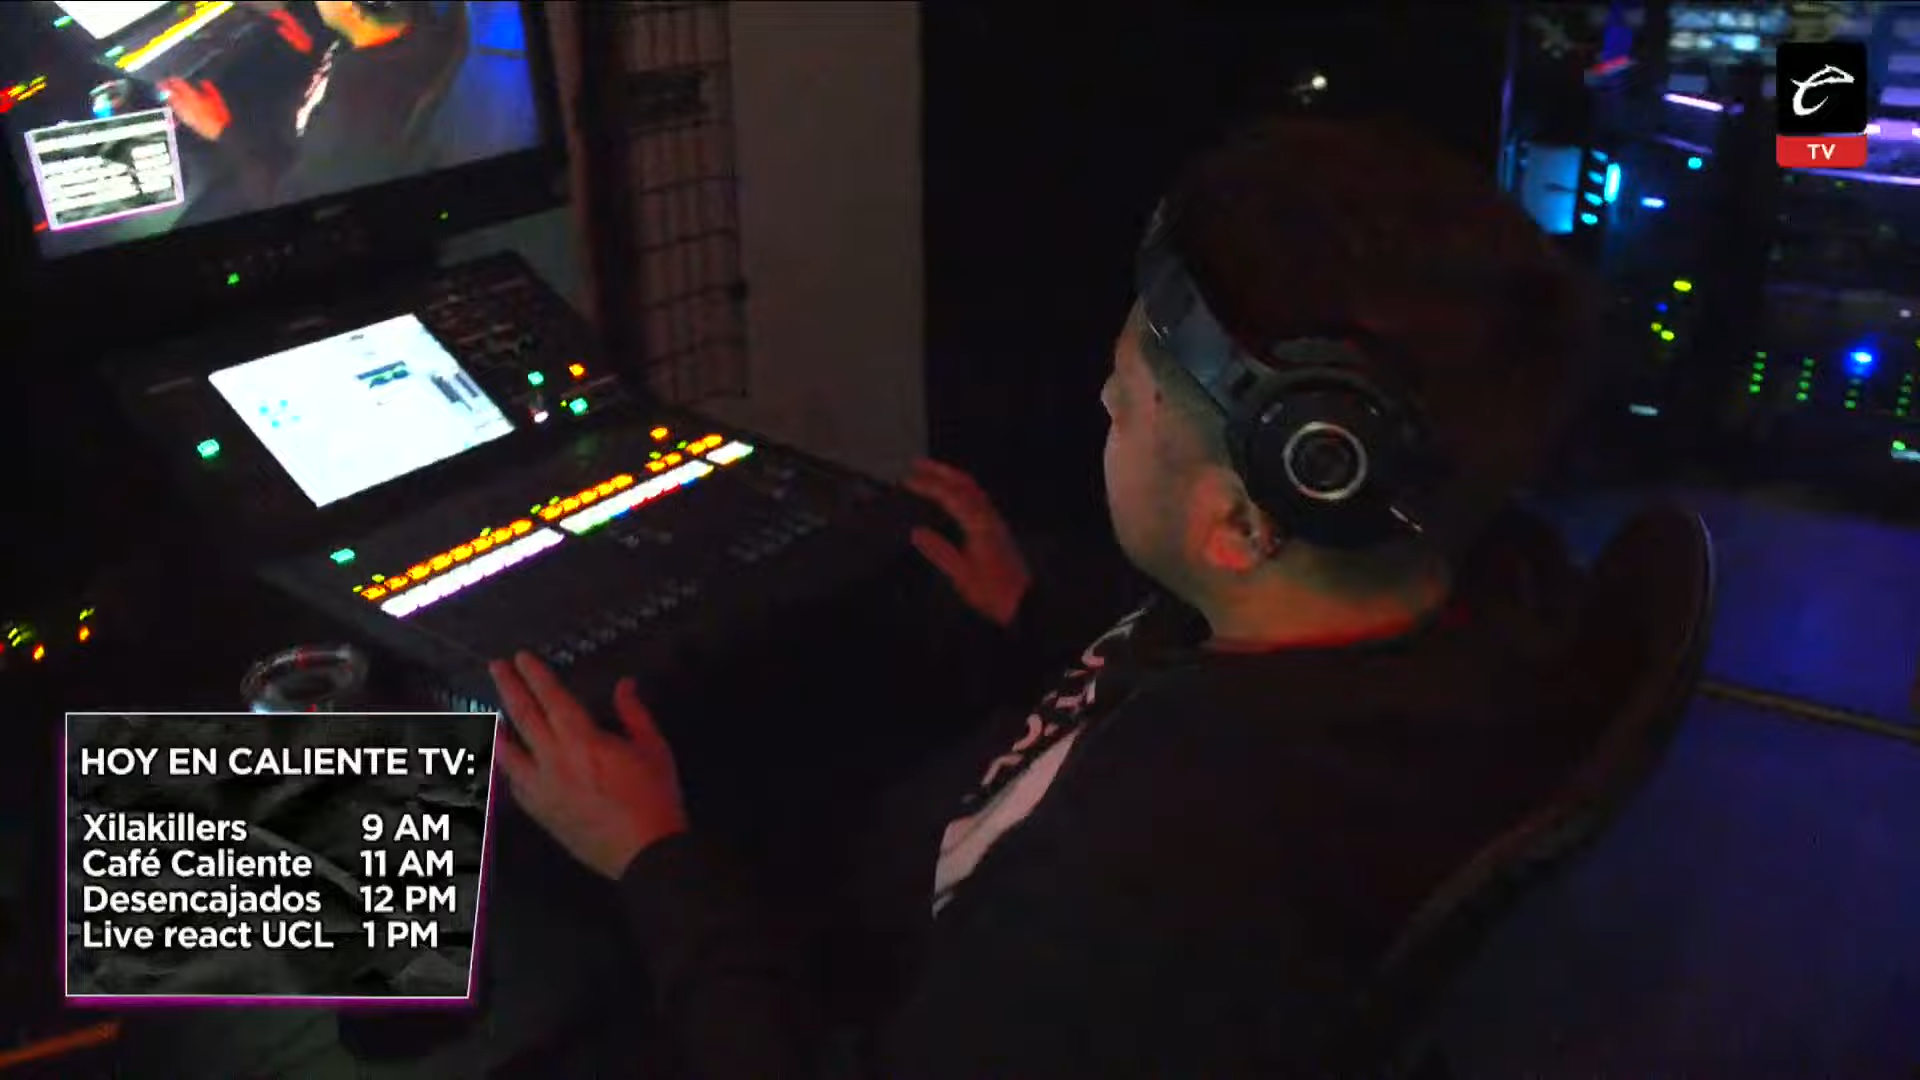 TV
HOY EN CALIENTE TV:
Xilakillers 9 AM
Café Caliente 11 AM
Desencajados 12 PM
Live react UCL 1 PM